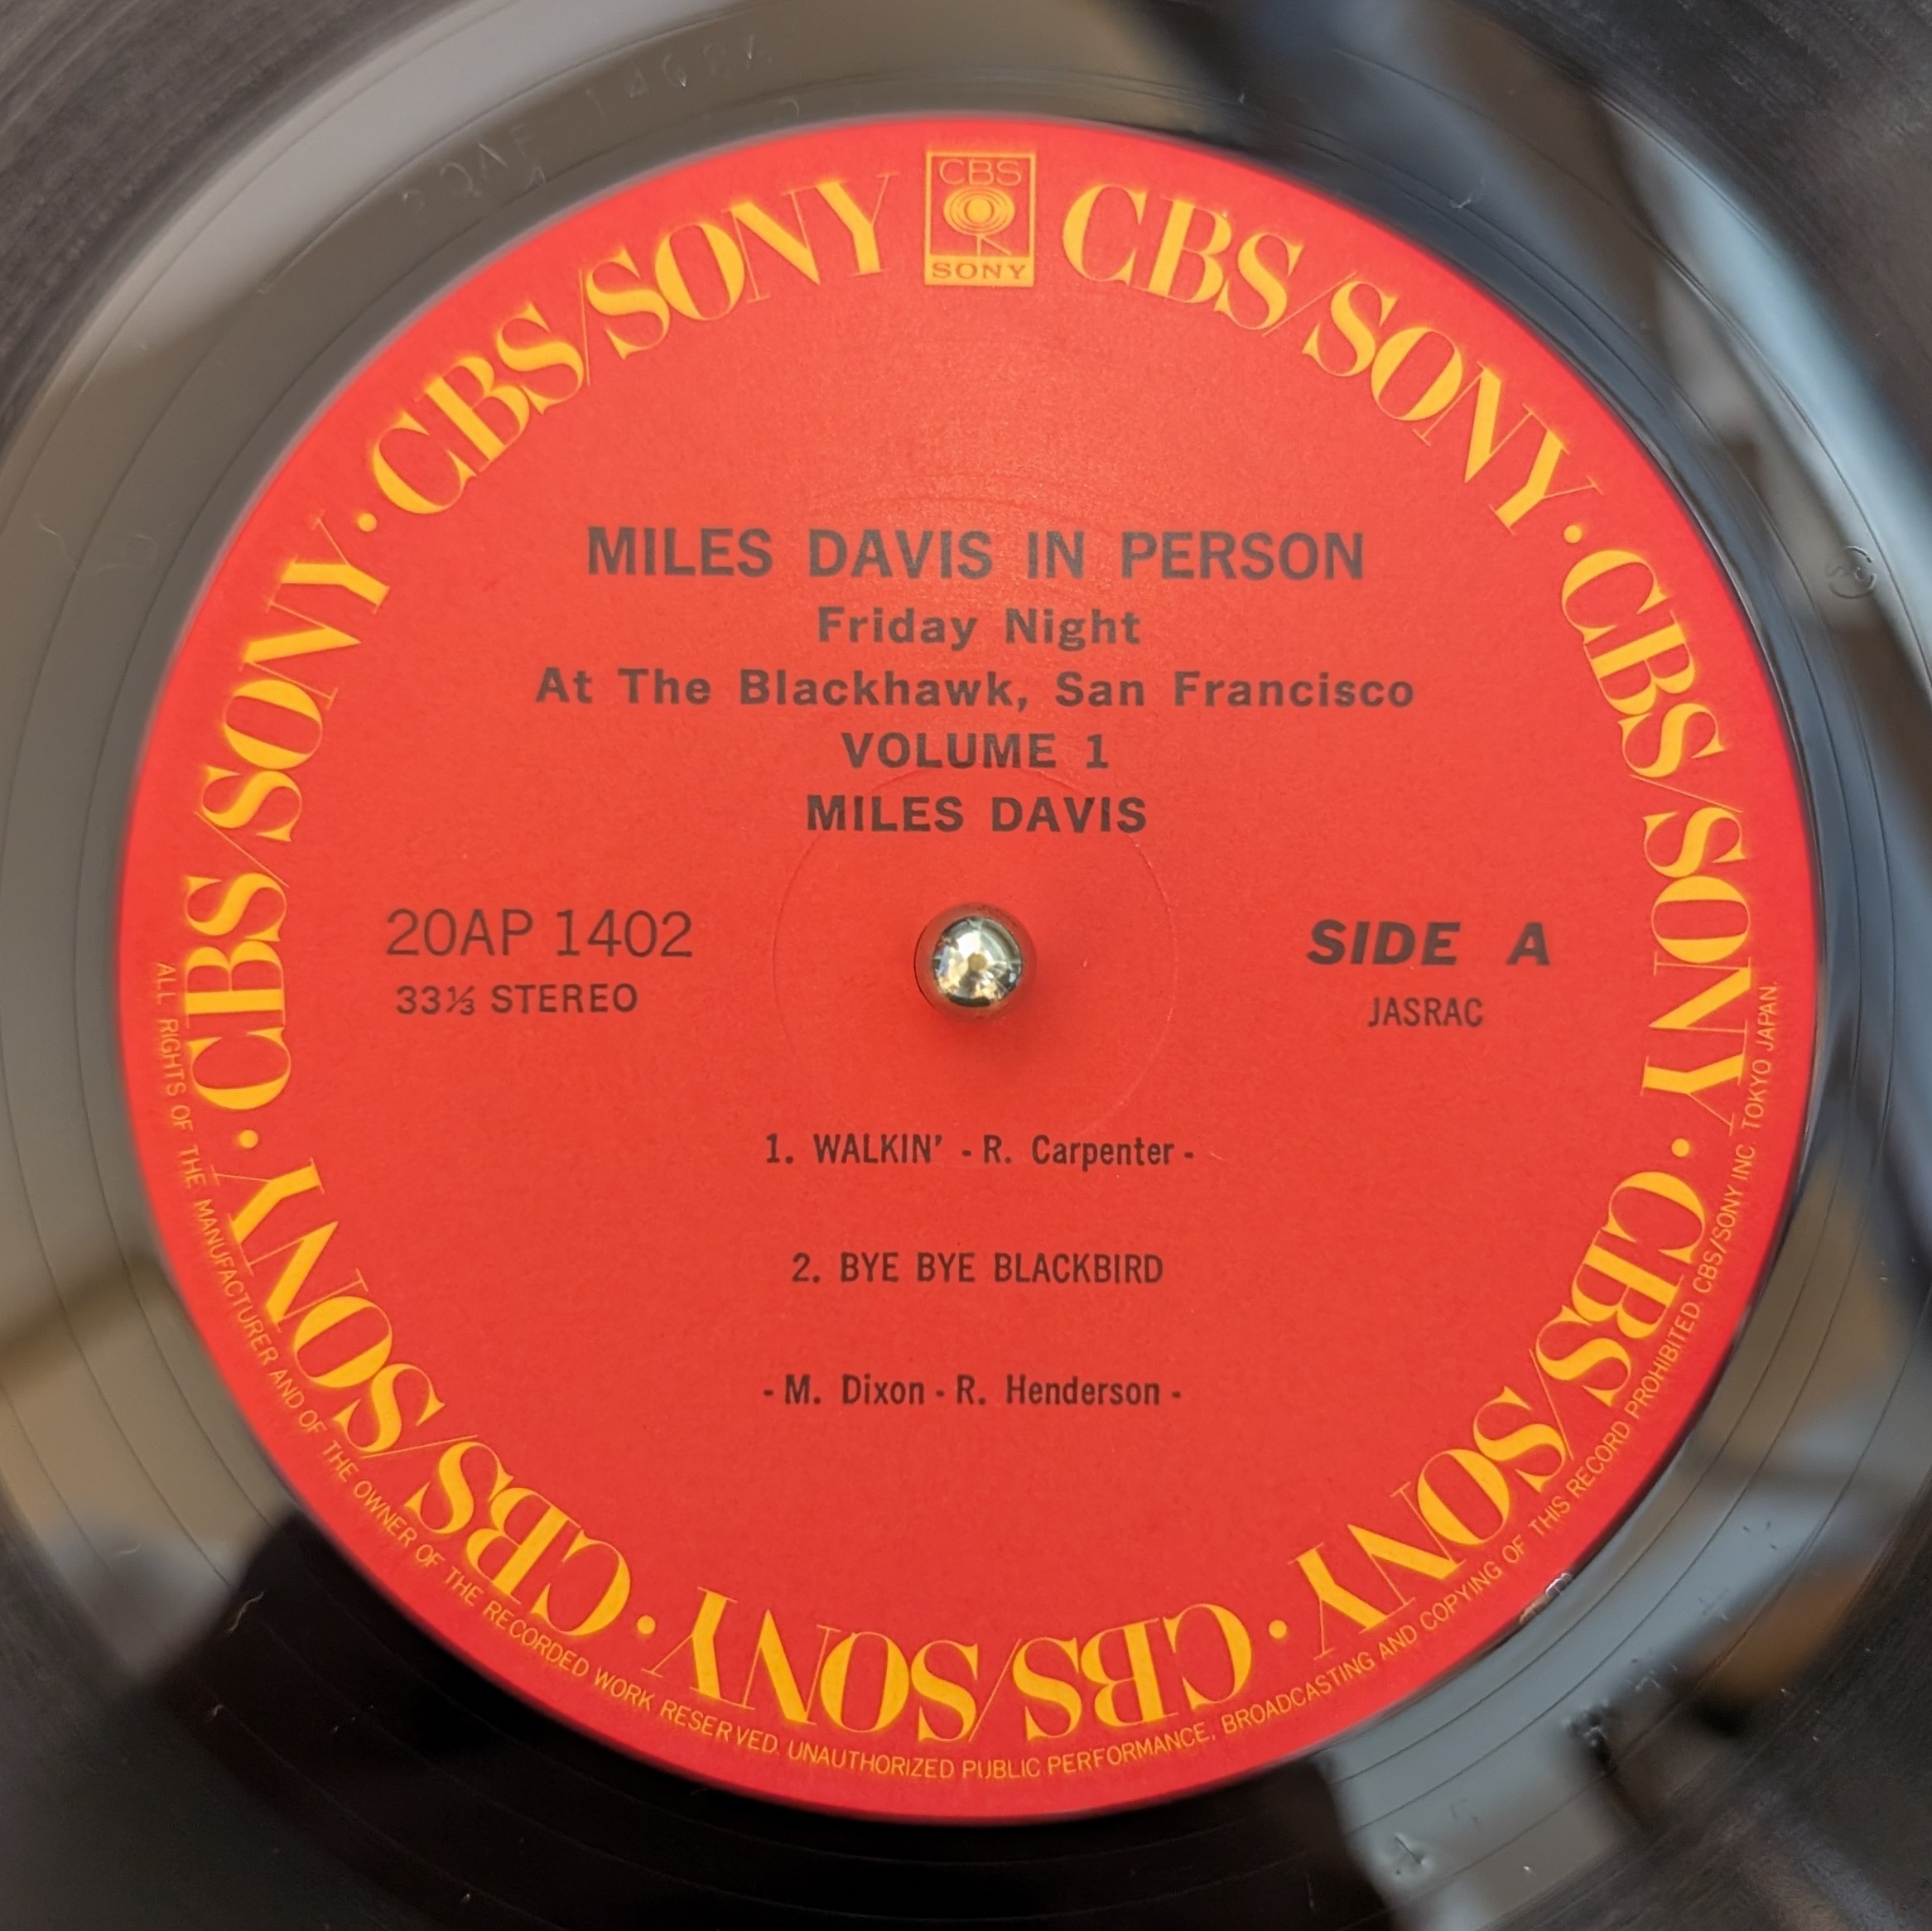 CBS
SONY
CBS/SONY · CBS/SONY · CBS/SONY · CBS/SONY · CBS/SONY · CBS/SONY · CBS/SONY · CBS/SONY
MILES DAVIS IN PERSON
Friday Night
At The Blackhawk, San Francisco
VOLUME 1
MILES DAVIS
20AP 1402
33⅓ STEREO
SIDE A
JASRAC
1. WALKIN' - R. Carpenter -
2. BYE BYE BLACKBIRD
- M. Dixon - R. Henderson -
ALL RIGHTS OF THE MANUFACTURER AND OF THE OWNER OF THE RECORDED WORK RESERVED. UNAUTHORIZED PUBLIC PERFORMANCE, BROADCASTING AND COPYING OF THIS RECORD PROHIBITED. CBS/SONY INC. TOKYO JAPAN.